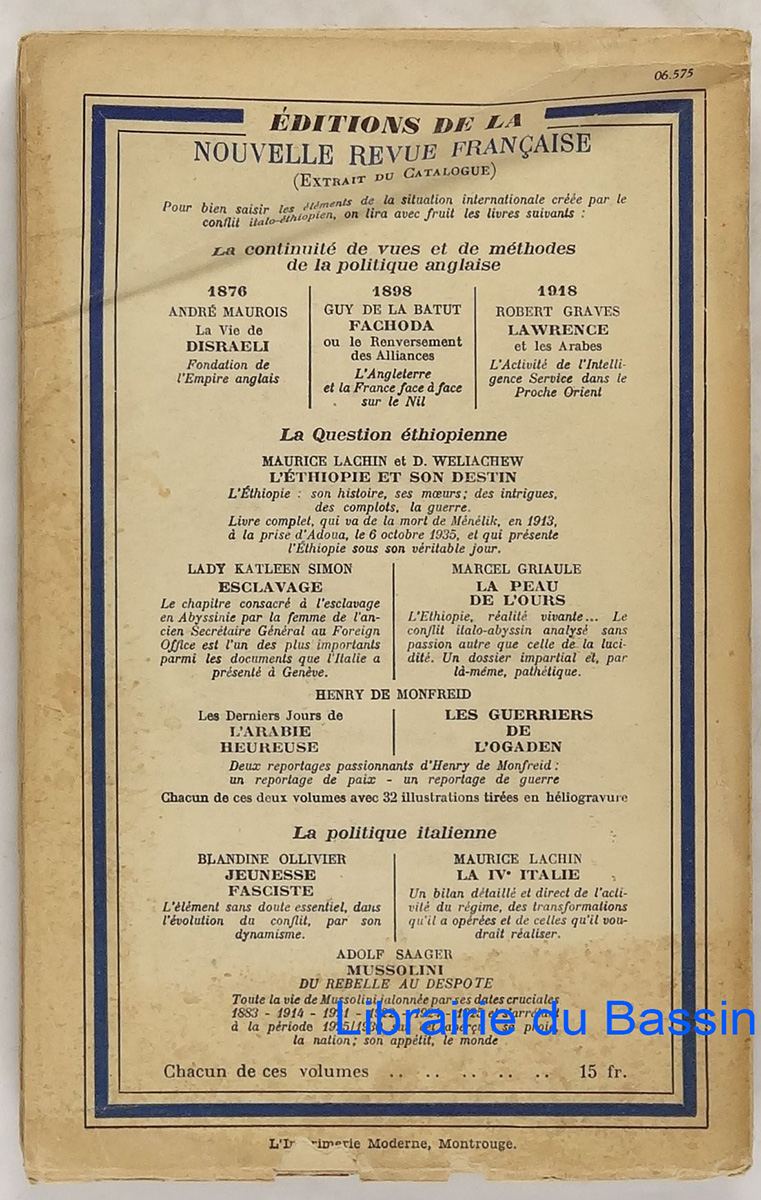 06.575
ÉDITIONS DE LA
NOUVELLE REVUE FRANÇAISE
(EXTRAIT DU CATALOGUE)
Pour bien saisir les éléments de la situation internationale créée par le
conflit italo-éthiopien, on lira avec fruit les livres suivants :
La continuité de vues et de méthodes
de la politique anglaise
1876
ANDRÉ MAUROIS
La Vie de
DISRAELI
Fondation de
l'Empire anglais
1898
GUY DE LA BATUT
FACHODA
ou le Renversement
des Alliances
L'Angleterre
et la France face à face
sur le Nil
1918
ROBERT GRAVES
LAWRENCE
et les Arabes
L'Activité de l'Intelli-
gence Service dans le
Proche Orient
La Question éthiopienne
MAURICE LACHIN et D. WELIACHEW
L'ÉTHIOPIE ET SON DESTIN
L'Éthiopie : son histoire, ses mœurs; des intrigues,
des complots, la guerre.
Livre complet, qui va de la mort de Ménélik, en 1913,
à la prise d'Adoua, le 6 octobre 1935, et qui présente
l'Éthiopie sous son véritable jour.
LADY KATLEEN SIMON
ESCLAVAGE
Le chapitre consacré à l'esclavage
en Abyssinie par la femme de l'an-
cien Secrétaire Général au Foreign
Office est l'un des plus importants
parmi les documents que l'Italie a
présenté à Genève.
MARCEL GRIAULE
LA PEAU
DE L'OURS
L'Ethiopie, réalité vivante... Le
conflit italo-abyssin analysé sans
passion autre que celle de la luci-
dité. Un dossier impartial et, par
là-même, pathétique.
HENRY DE MONFREID
Les Derniers Jours de
L'ARABIE
HEUREUSE
LES GUERRIERS
DE
L'OGADEN
Deux reportages passionnants d'Henry de Monfreid :
un reportage de paix - un reportage de guerre
Chacun de ces deux volumes avec 32 illustrations tirées en héliogravure
La politique italienne
BLANDINE OLLIVIER
JEUNESSE
FASCISTE
L'élément sans doute essentiel, dans
l'évolution du conflit, par son
dynamisme.
MAURICE LACHIN
LA IVe ITALIE
Un bilan détaillé et direct de l'acti-
vité du régime, des transformations
qu'il a opérées et de celles qu'il vou-
drait réaliser.
ADOLF SAAGER
MUSSOLINI
DU REBELLE AU DESPOTE
Toute la vie de Mussolini jalonnée par ses dates cruciales
1883 - 1914 -
à la période
la nation; son appétit, le monde
Librairie du Bassin
Chacun de ces volumes .. .. .. .. .. 15 fr.
Moderne, Montrouge.